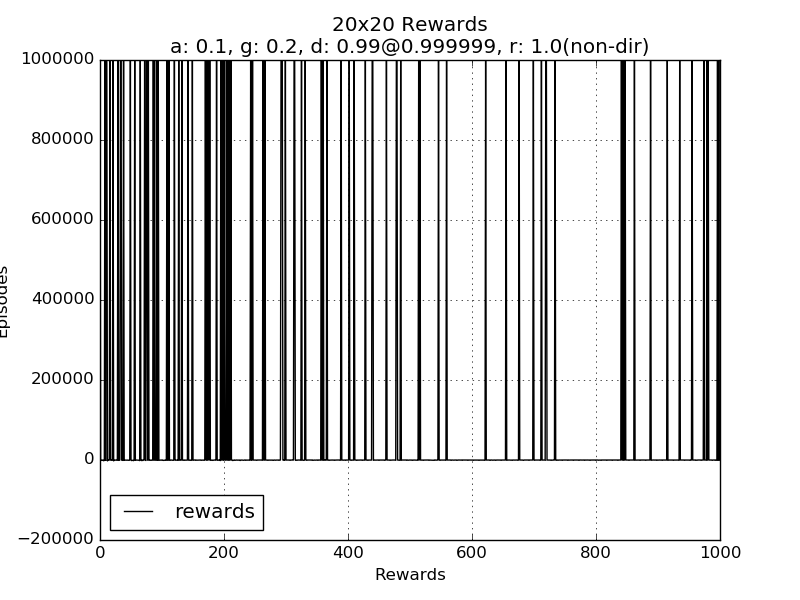 20x20 Rewards
a: 0.1, g: 0.2, d: 0.99@0.999999, r: 1.0(non-dir)
1000000
800000
600000
400000
200000
0
−200000
Episodes
rewards
0 200 400 600 800 1000
Rewards